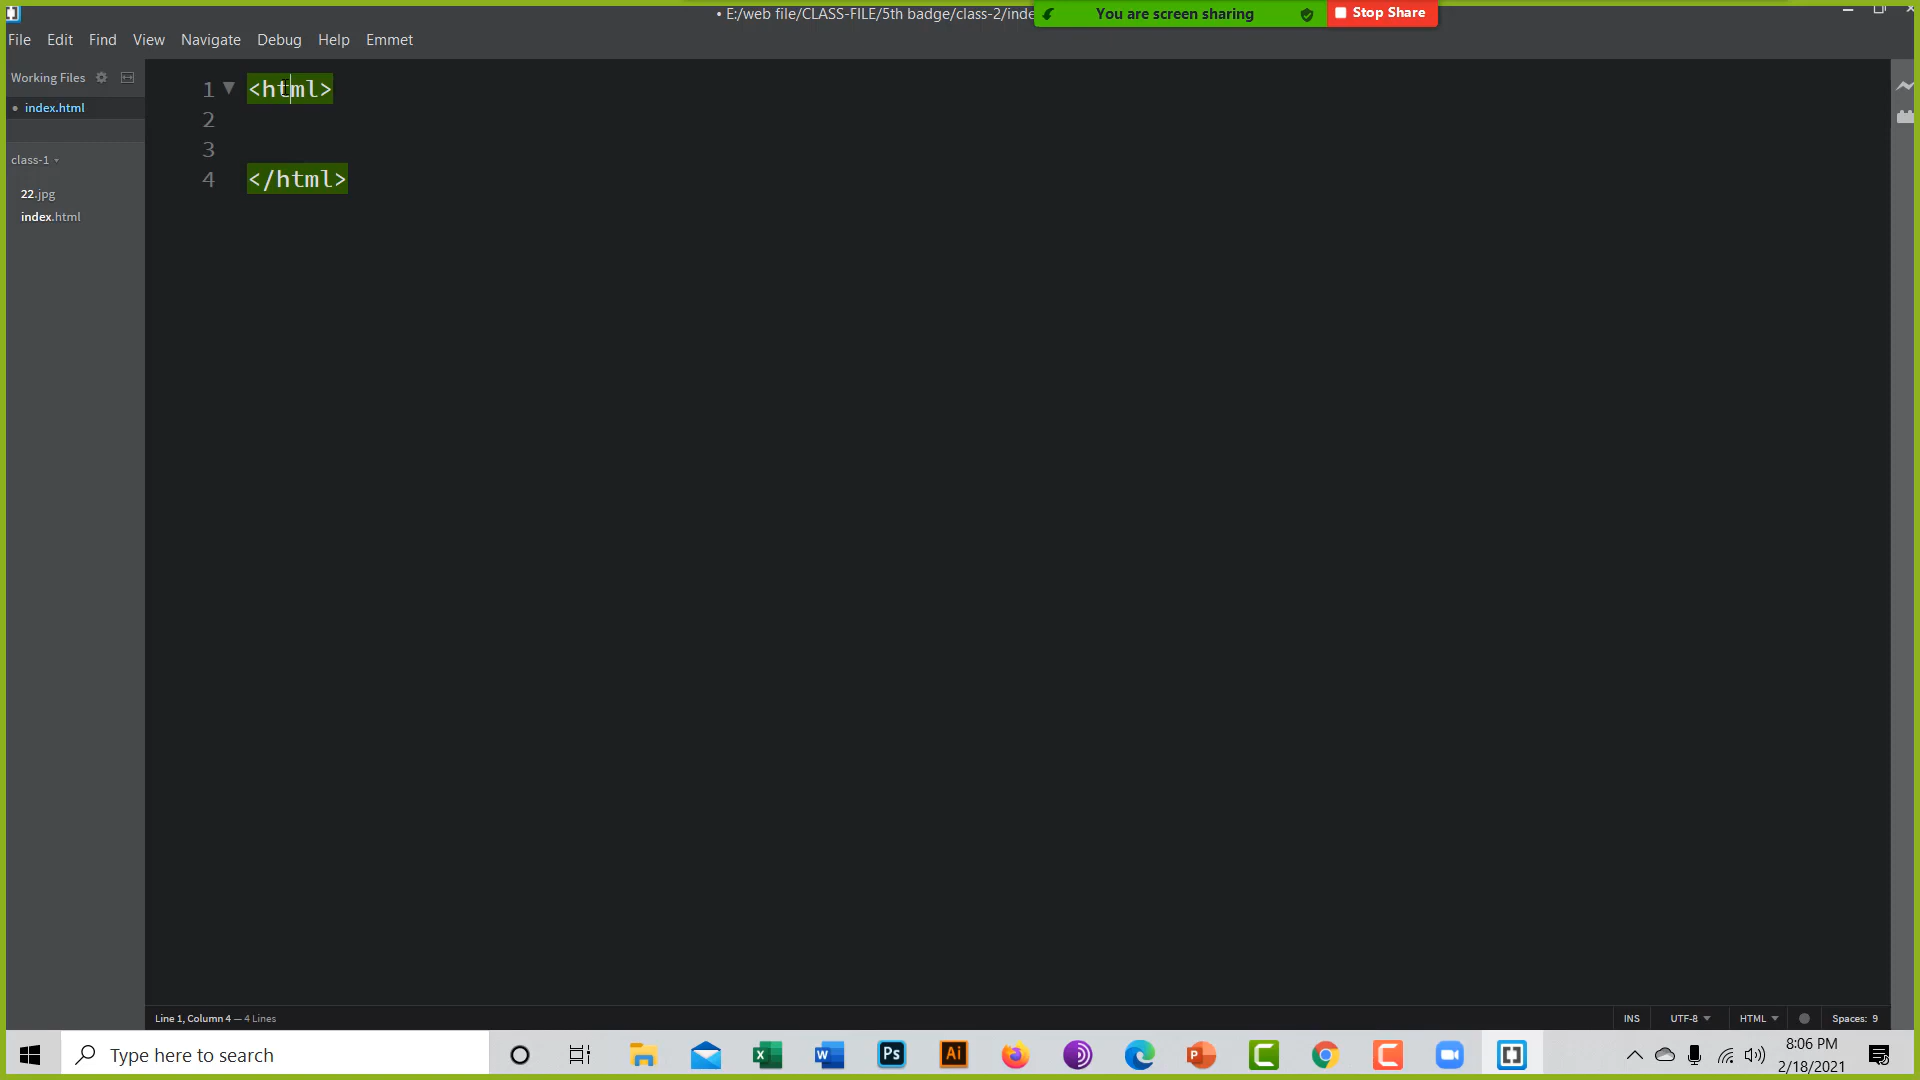 • E:/web file/CLASS-FILE/5th badge/class-2/inde
You are screen sharing
Stop Share
File Edit Find View Navigate Debug Help Emmet
Working Files
• index.html
class-1
22.jpg
index.html
1 <html>
2
3
4 </html>
Line 1, Column 4 — 4 Lines
INS UTF-8 HTML Spaces: 9
Type here to search
8:06 PM
2/18/2021